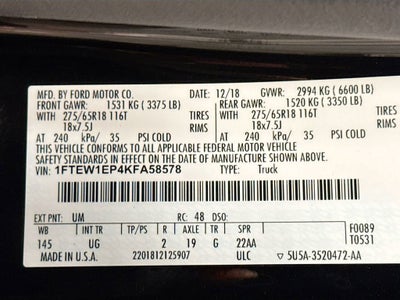 MFD. BY FORD MOTOR CO. DATE: 12/18 GVWR: 2994 KG ( 6600 LB)
FRONT GAWR: 1531 KG ( 3375 LB) REAR GAWR: 1520 KG ( 3350 LB)
WITH 275/65R18 116T TIRES WITH 275/65R18 116T TIRES
18x7.5J RIMS 18x7.5J RIMS
AT 240 kPa/ 35 PSI COLD AT 240 kPa/ 35 PSI COLD
THIS VEHICLE CONFORMS TO ALL APPLICABLE FEDERAL MOTOR
VEHICLE SAFETY STANDARDS IN EFFECT ON THE DATE OF MANUFACTURE SHOWN ABOVE.
VIN: 1FTEW1EP4KFA58578 TYPE: Truck
EXT PNT: UM RC: 48 DSO:
WB INT TR TP/PS R AXLE TR SPR F0089
145 UG 2 19 G 22AA T0531
MADE IN U.S.A. 2201812125907 ULC 5U5A-3520472-AA